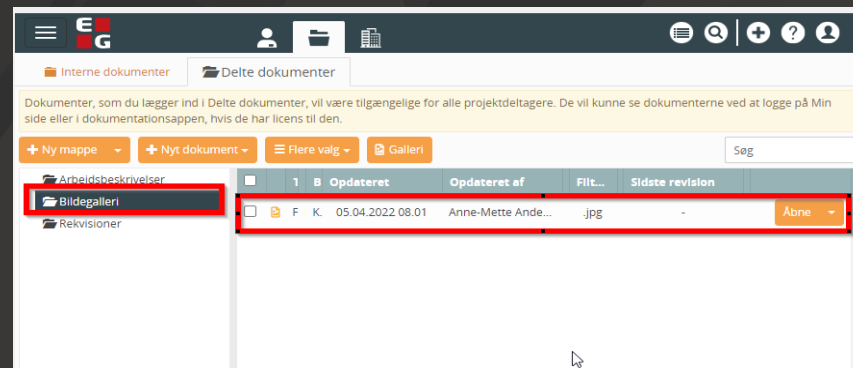 EG
Interne dokumenter Delte dokumenter
Dokumenter, som du lægger ind i Delte dokumenter, vil være tilgængelige for alle projektdeltagere. De vil kunne se dokumenterne ved at logge på Min
side eller i dokumentationsappen, hvis de har licens til den.
+ Ny mappe + Nyt dokument Flere valg Galleri Søg
Arbejdsbeskrivelser
T B Opdateret Opdateret af Filt... Sidste revision
Bildegalleri
F K. 05.04.2022 08.01 Anne-Mette Ande... .jpg - Åbne
Rekvisioner